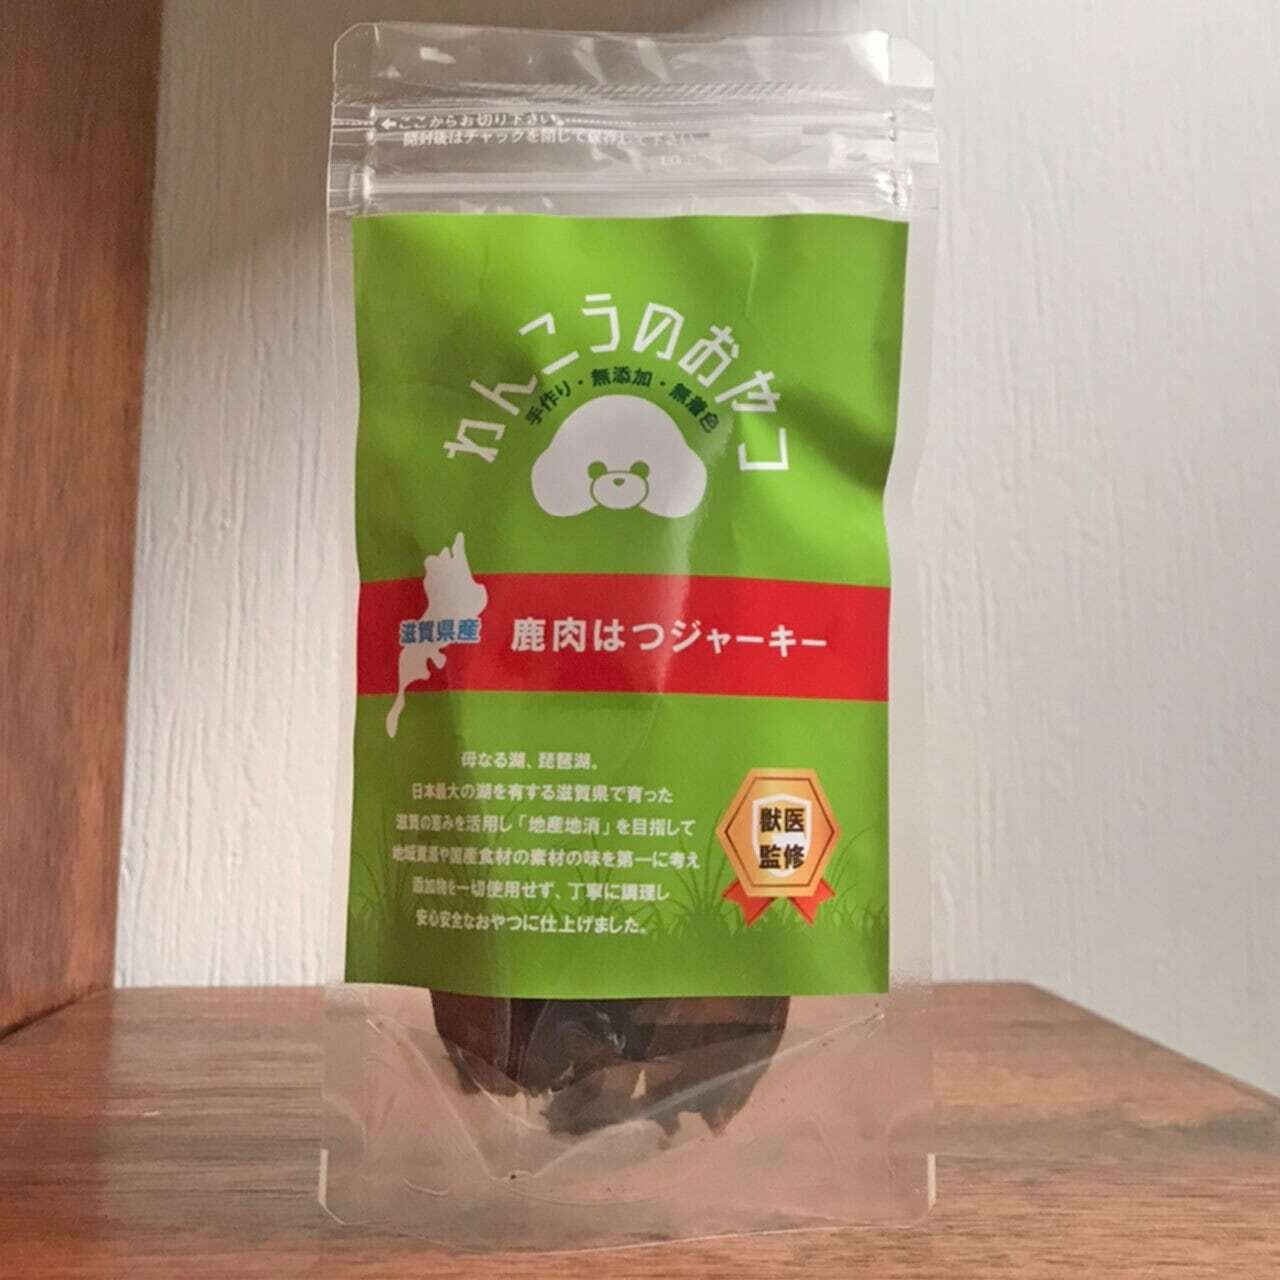 ←ここからお切り下さい。
開封後はチャックを閉じて保存して下さい
わんこうのおやつ
手作り・無添加・無着色
滋賀県産
鹿肉はつジャーキー
母なる湖、琵琶湖。
日本最大の湖を有する滋賀県で育った
滋賀の恵みを活用し「地産地消」を目指して
地域資源や国産食材の素材の味を第一に考え
添加物を一切使用せず、丁寧に調理し
安心安全なおやつに仕上げました。
獣医
監修